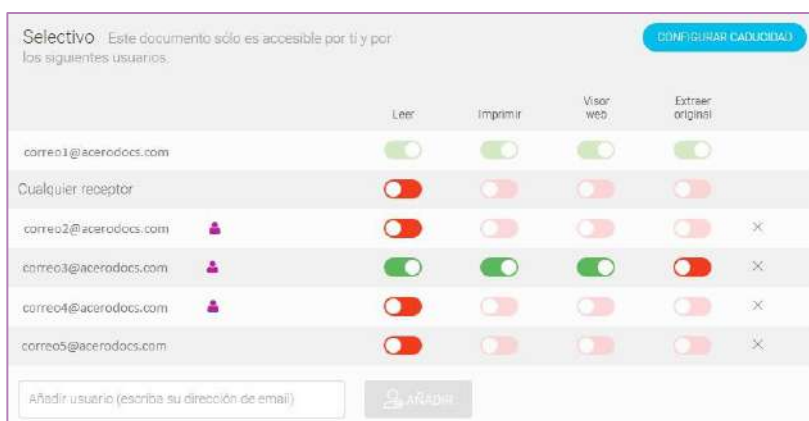 Selectivo Este documento sólo es accesible por ti y por
los siguientes usuarios.
CONFIGURAR CADUCIDAD
Leer Imprimir Visor web Extraer original
correo1@acerodocs.com
Cualquier receptor
correo2@acerodocs.com
correo3@acerodocs.com
correo4@acerodocs.com
correo5@acerodocs.com
Añadir usuario (escriba su dirección de email) AÑADIR